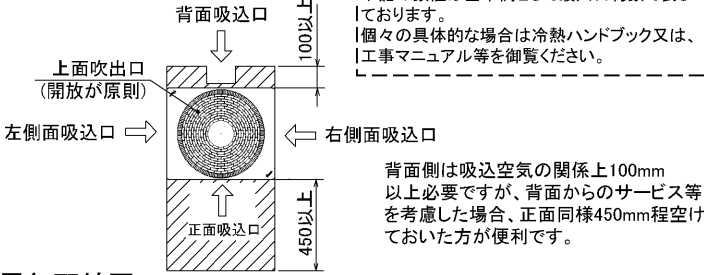 背面吸込口
100以上
ております。
個々の具体的な場合は冷熱ハンドブック又は、
工事マニュアル等を御覧ください。
上面吹出口
(開放が原則)
左側面吸込口
右側面吸込口
背面側は吸込空気の関係上100mm
以上必要ですが、背面からのサービス等
を考慮した場合、正面同様450mm程空け
ておいた方が便利です。
正面吸込口
450以上